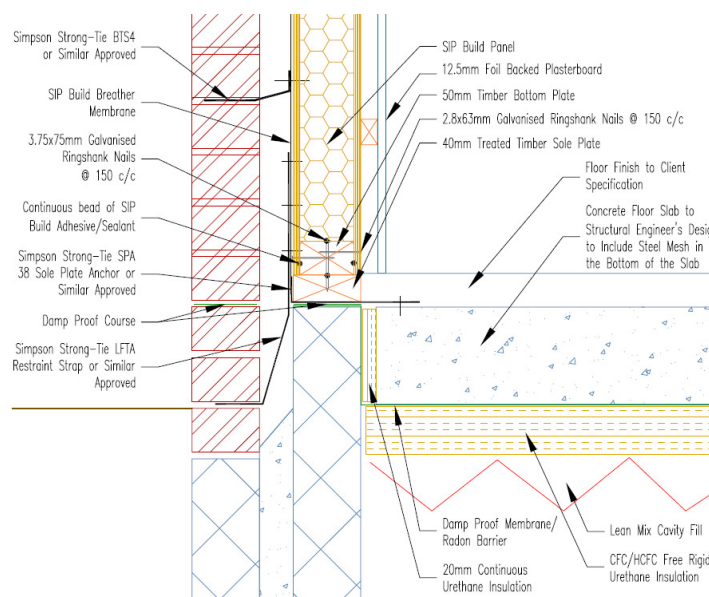 Simpson Strong-Tie BTS4
or Similar Approved
SIP Build Breather
Membrane
3.75x75mm Galvanised
Ringshank Nails
@ 150 c/c
Continuous bead of SIP
Build Adhesive/Sealant
Simpson Strong-Tie SPA
38 Sole Plate Anchor or
Similar Approved
Damp Proof Course
Simpson Strong-Tie LFTA
Restraint Strap or Similar
Approved
SIP Build Panel
12.5mm Foil Backed Plasterboard
50mm Timber Bottom Plate
2.8x63mm Galvanised Ringshank Nails @ 150 c/c
40mm Treated Timber Sole Plate
Floor Finish to Client
Specification
Concrete Floor Slab to
Structural Engineer's Desi
to Include Steel Mesh in
the Bottom of the Slab
Damp Proof Membrane/
Radon Barrier
20mm Continuous
Urethane Insulation
Lean Mix Cavity Fill
CFC/HCFC Free Rigid
Urethane Insulation